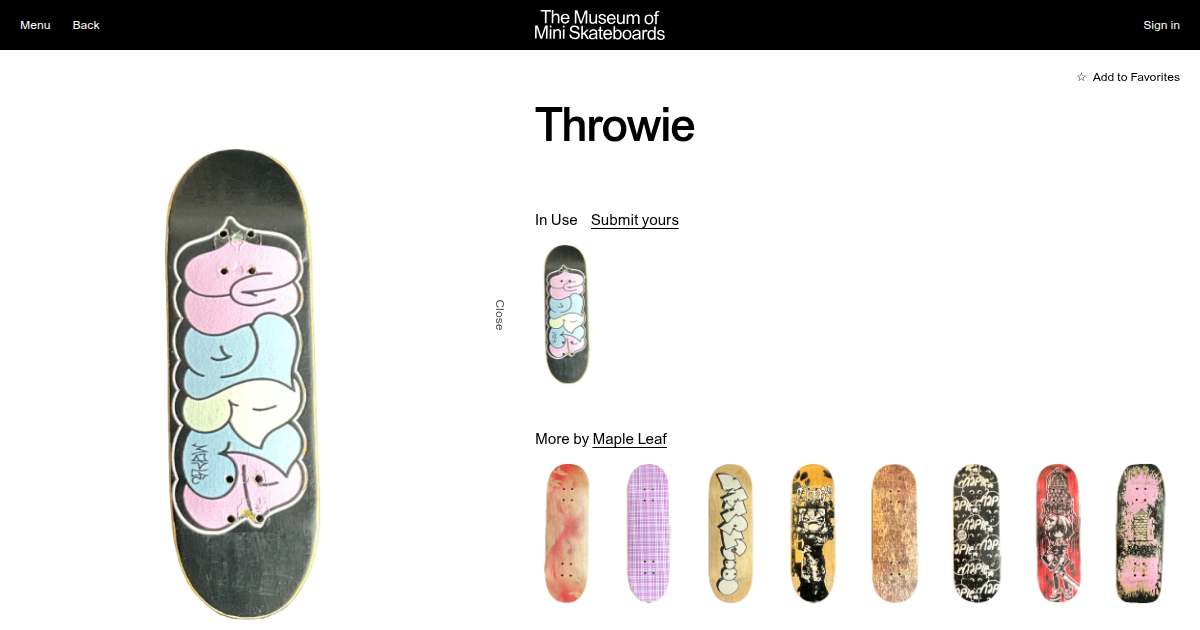 Menu
Back
The Museum of
Mini Skateboards
Sign in
☆ Add to Favorites
Throwie
In Use
Submit yours
Close
More by Maple Leaf